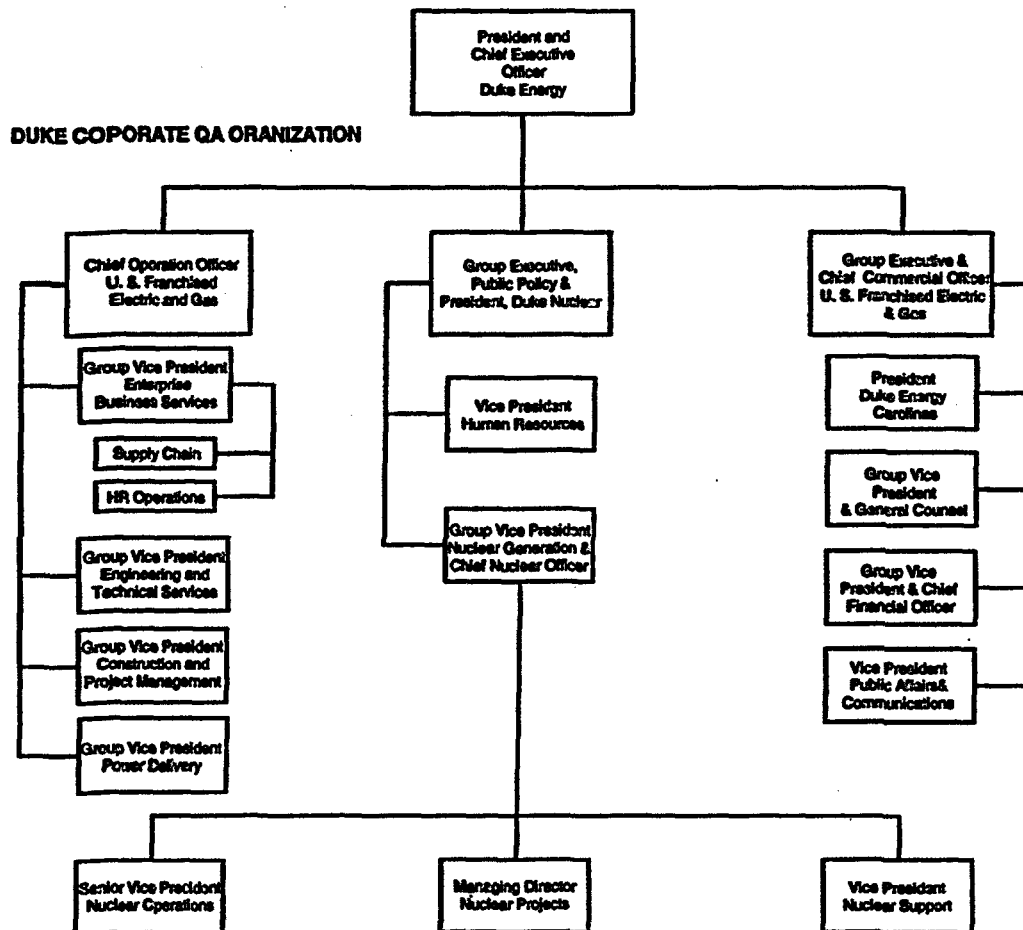 President and
Chief Executive
Officer
Duke Energy
DUKE COPORATE QA ORANIZATION
Chief Operation Officer
U. S. Franchised
Electric and Gas
Group Executive,
Public Policy &
President, Duke Nuclear
Group Executive &
Chief Commercial Officer
U. S. Franchised Electric
& Gas
Group Vice President
Enterprise
Business Services
Supply Chain
HR Operations
Group Vice President
Engineering and
Technical Services
Group Vice President
Construction and
Project Management
Group Vice President
Power Delivery
Vice President
Human Resources
Group Vice President
Nuclear Generation &
Chief Nuclear Officer
President
Duke Energy
Carolinas
Group Vice
President
& General Counsel
Group Vice
President & Chief
Financial Officer
Vice President
Public Affairs&
Communications
Senior Vice President
Nuclear Operations
Managing Director
Nuclear Projects
Vice President
Nuclear Support